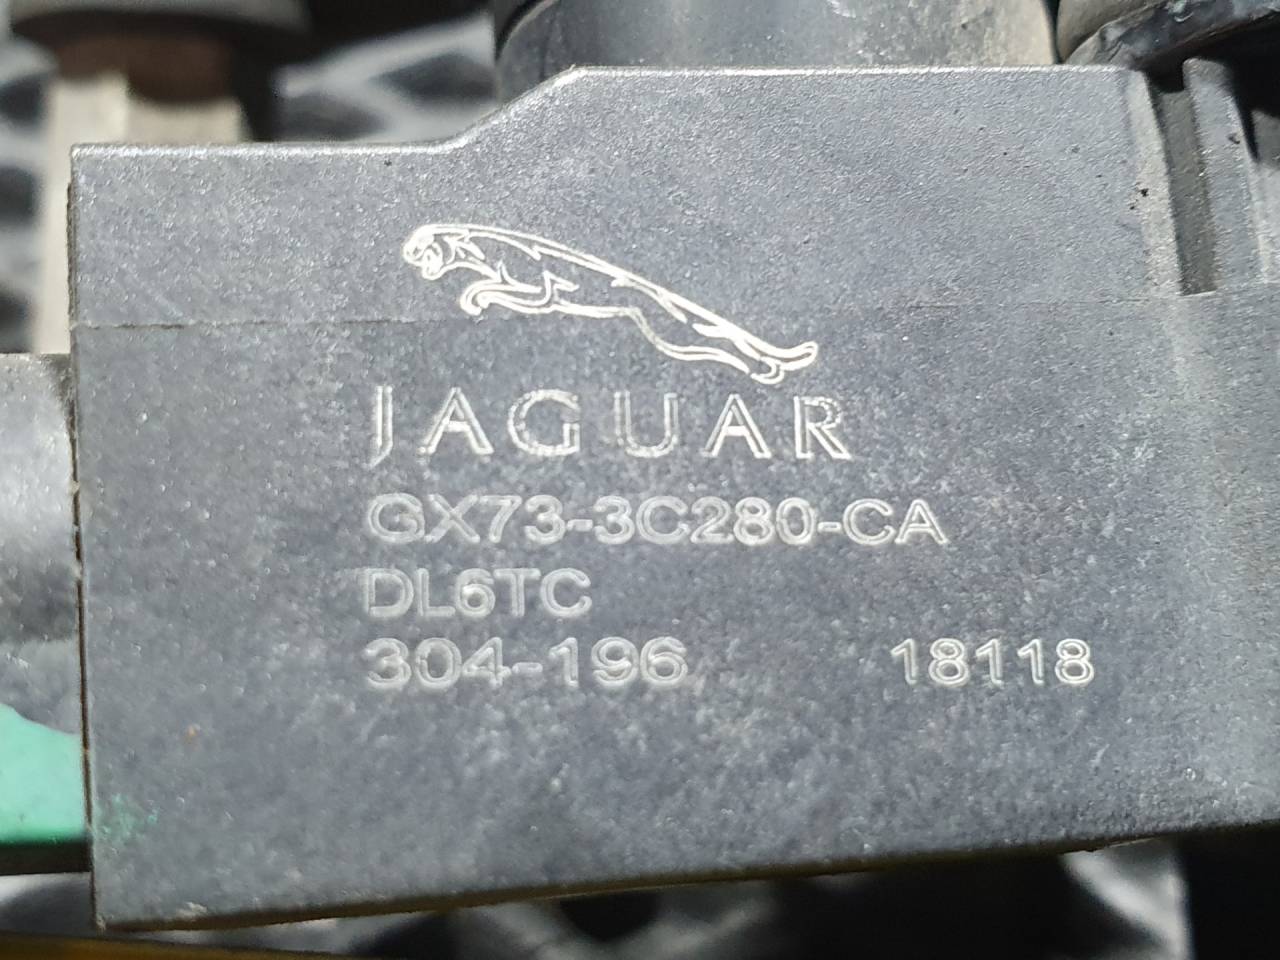 JAGUAR
GX73-3C280-CA
DL6TC
304-196 18118